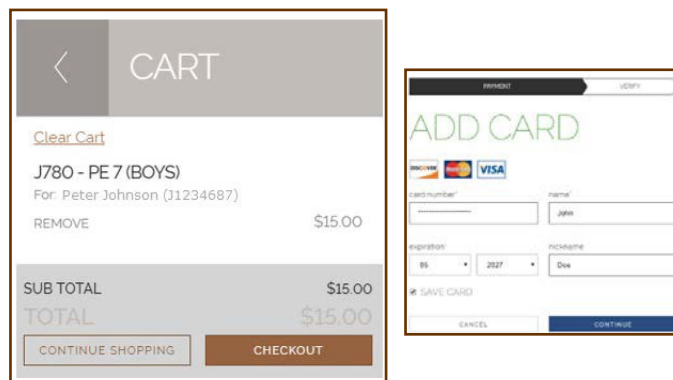 CART
Clear Cart
J780 - PE 7 (BOYS)
For: Peter Johnson (J1234687)
REMOVE $15.00
SUB TOTAL $15.00
TOTAL $15.00
CONTINUE SHOPPING CHECKOUT
PAYMENT VERIFY
ADD CARD
DISCOVER VISA
card number* name*
John
expiration* nickname
05 2027 Doe
SAVE CARD
CANCEL CONTINUE